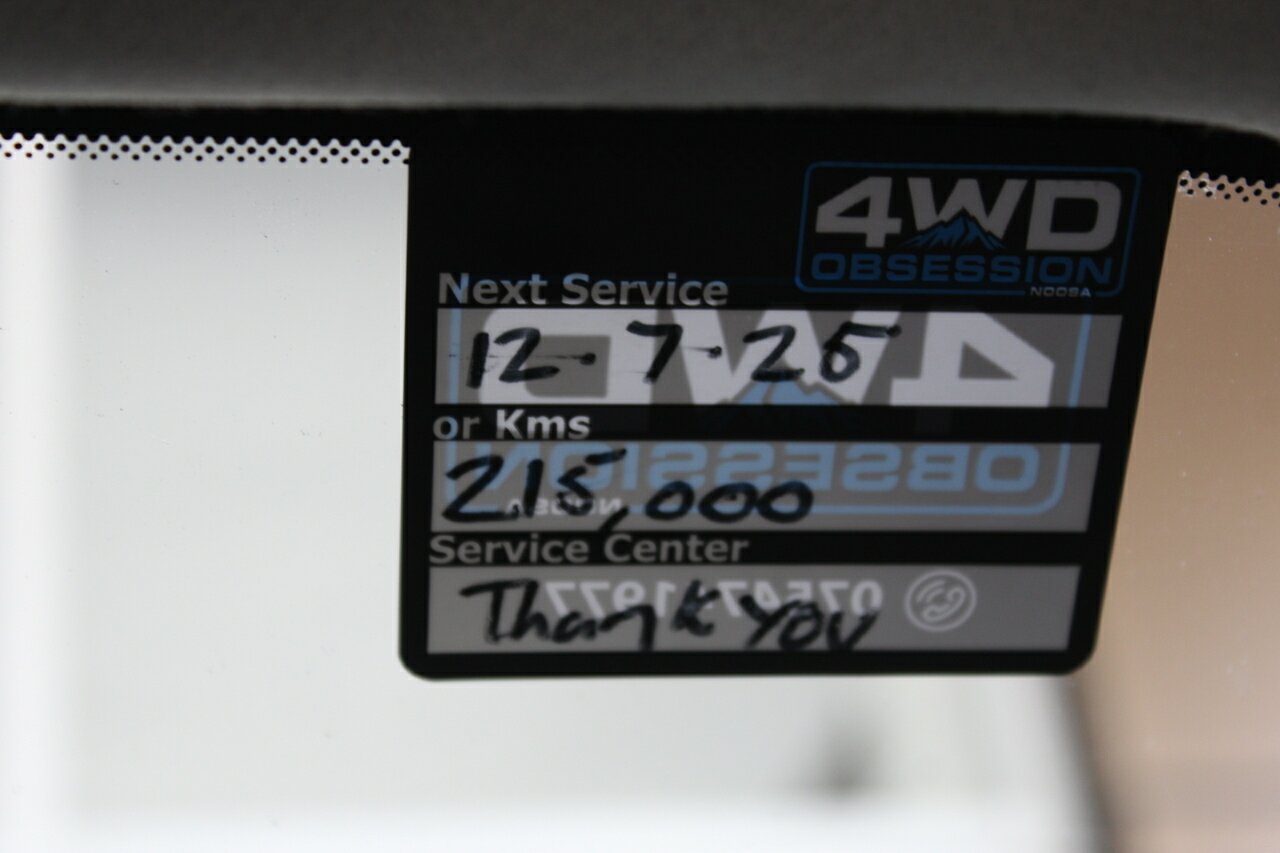 4WD
OBSESSION
NOOSA
Next Service
12-7-25
or Kms
215,000
Service Center
Thank you